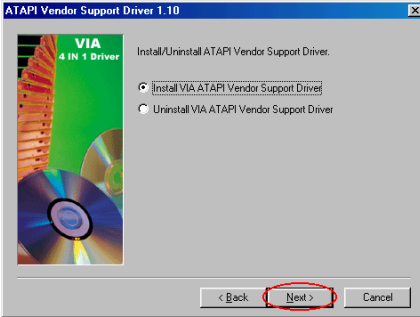 ATAPI Vendor Support Driver 1.10
VIA
4 IN 1 Driver
Install/Uninstall ATAPI Vendor Support Driver.
Install VIA ATAPI Vendor Support Driver
Uninstall VIA ATAPI Vendor Support Driver
< Back
Next >
Cancel